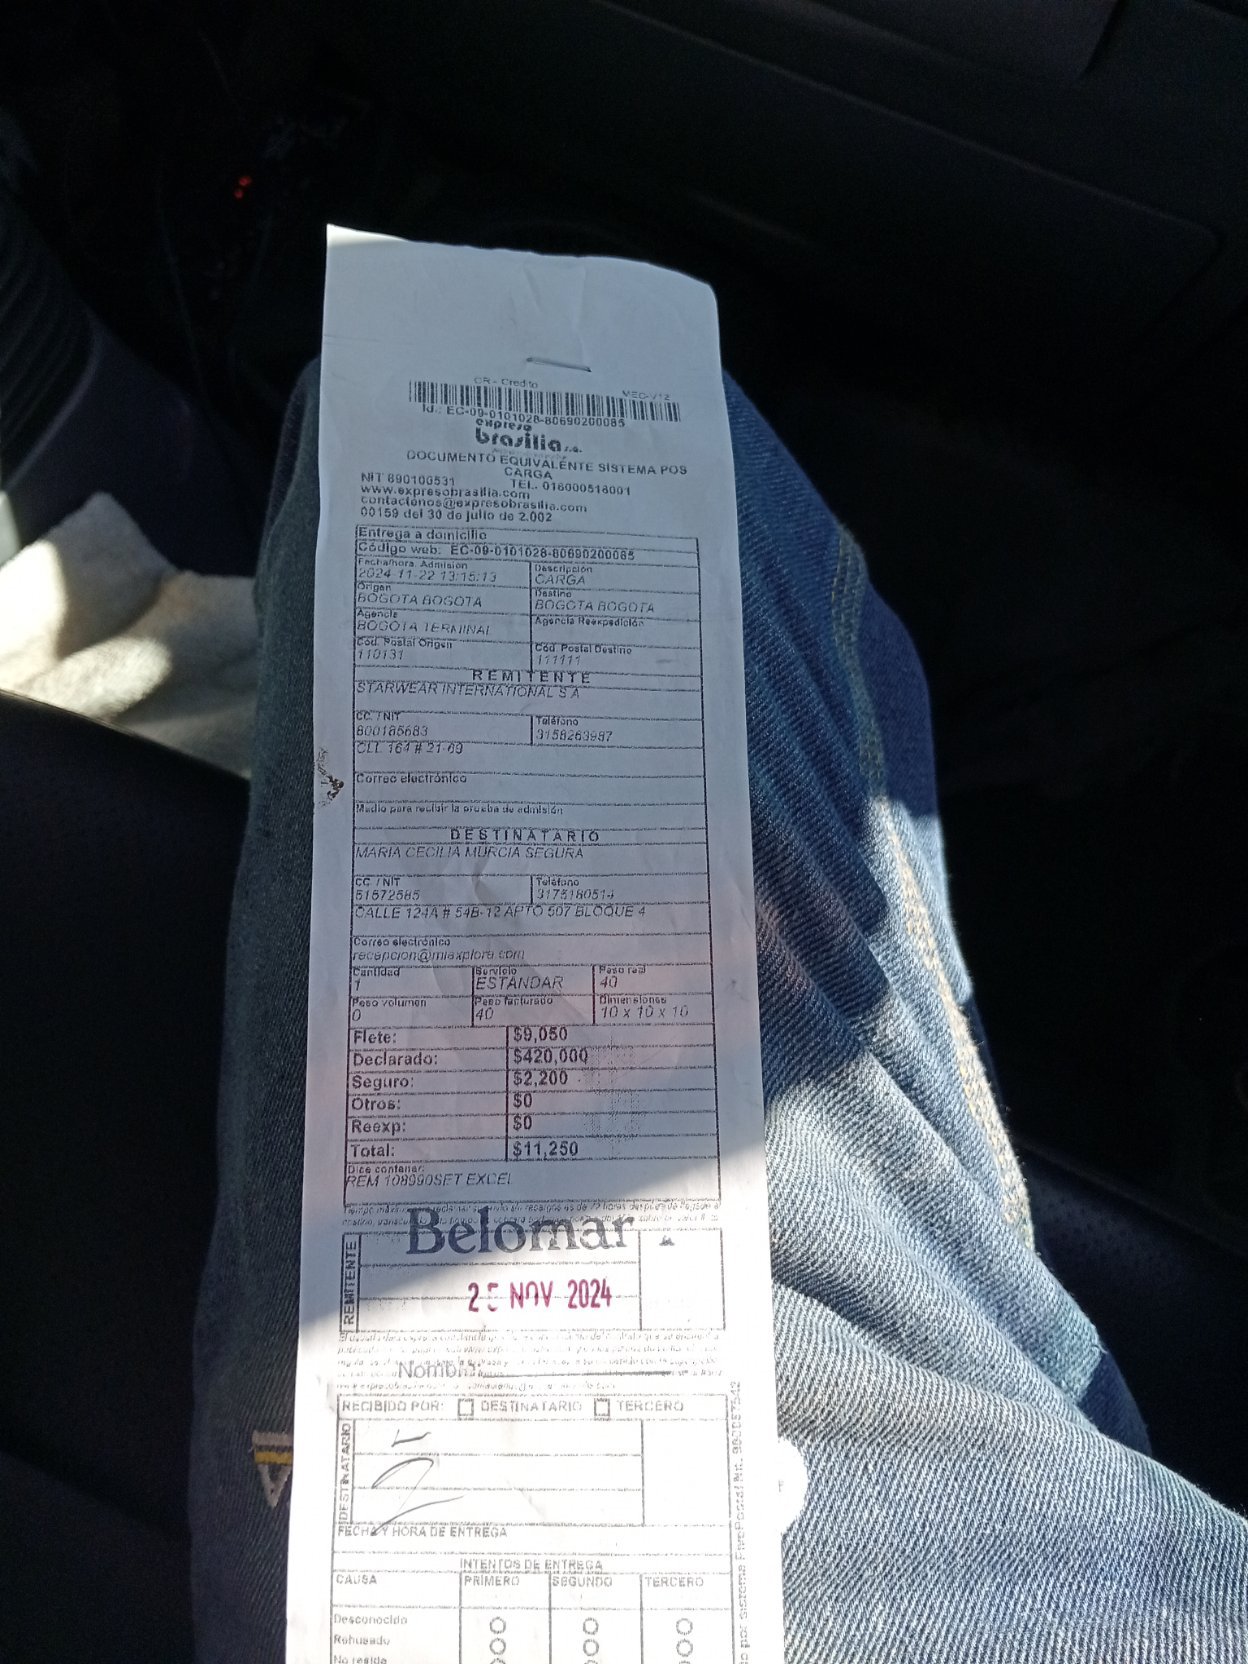 CR - Credito MEC-V12
Id.: EC-09-0101028-80690200085
expreso
brasilia s.a.
DOCUMENTO EQUIVALENTE SISTEMA POS
CARGA
NIT 890100531 TEL. 018000518001
www.expresobrasilia.com
contactenos@expresobrasilia.com
00159 del 30 de julio de 2.002
Entrega a domicilio
Código web: EC-09-0101028-80690200085
Fecha/hora. Admisión Descripción
2024-11-22 13:15:13 CARGA
Origen Destino
BOGOTA BOGOTA BOGOTA BOGOTA
Agencia Agencia Reexpedición
BOGOTA TERMINAL
Cod. Postal Origen Cód. Postal Destino
110131 111111
REMITENTE
STARWEAR INTERNATIONAL S A
CC. / NIT Teléfono
800185683 3158263987
CLL 164 # 21-60
Correo electrónico
Medio para recibir la prueba de admisión
DESTINATARIO
MARIA CECILIA MURCIA SEGURA
CC / NIT Teléfono
51572585 3175180514
CALLE 124A # 54B-12 APTO 507 BLOQUE 4
Correo electrónico
recepcion@miaxplora.com
Cantidad Servicio Peso real
1 ESTANDAR 40
Peso volumen Peso facturado Dimensiones
0 40 10 x 10 x 10
Flete: $9,050
Declarado: $420,000
Seguro: $2,200
Otros: $0
Reexp: $0
Total: $11,250
Dice contener:
REM 108990SET EXCEL
Belomar
REMITENTE
25 NOV 2024
Nombre:
RECIBIDO POR: DESTINATARIO TERCERO
DESTINATARIO
FECHA Y HORA DE ENTREGA
INTENTOS DE ENTREGA
CAUSA PRIMERO SEGUNDO TERCERO
Desconocido
Rehusado
No reside